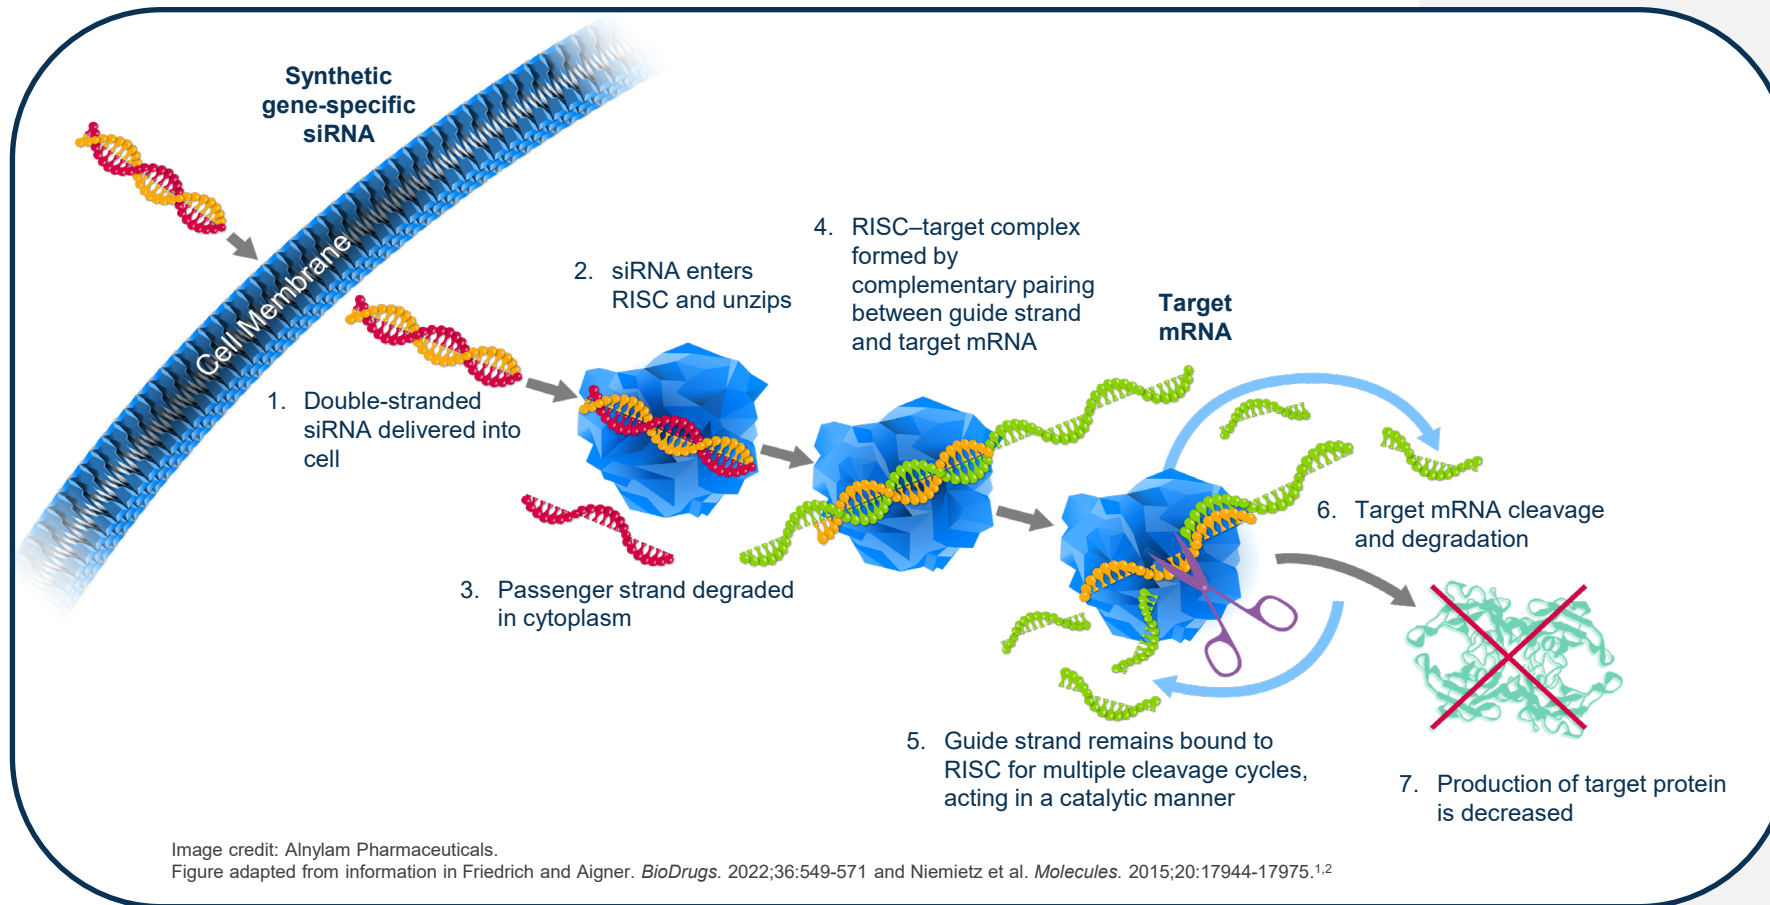 Synthetic
gene-specific
siRNA
Cell Membrane
1. Double-stranded
siRNA delivered into
cell
2. siRNA enters
RISC and unzips
3. Passenger strand degraded
in cytoplasm
4. RISC–target complex
formed by
complementary pairing
between guide strand
and target mRNA
Target
mRNA
5. Guide strand remains bound to
RISC for multiple cleavage cycles,
acting in a catalytic manner
6. Target mRNA cleavage
and degradation
7. Production of target protein
is decreased
Image credit: Alnylam Pharmaceuticals.
Figure adapted from information in Friedrich and Aigner. BioDrugs. 2022;36:549-571 and Niemietz et al. Molecules. 2015;20:17944-17975.1,2